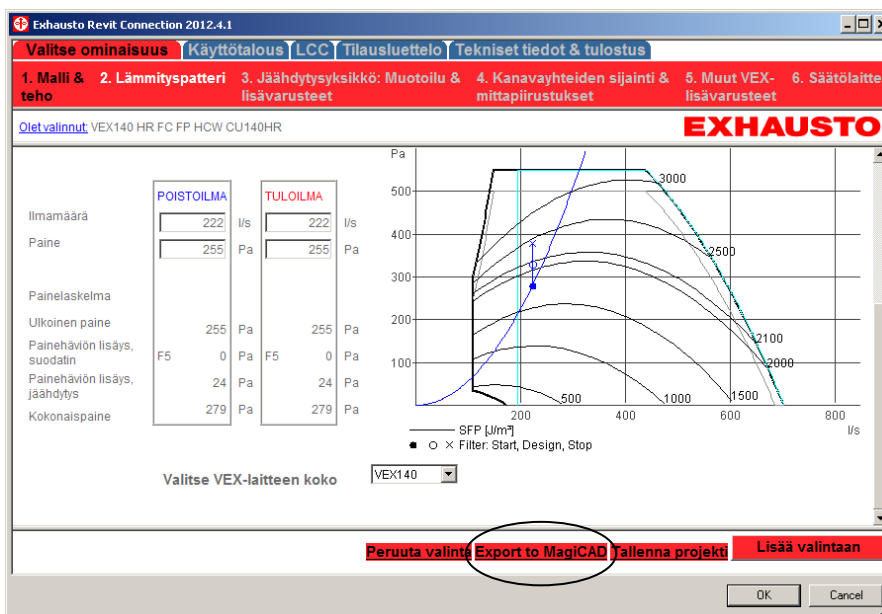 Exhausto Revit Connection 2012.4.1
Valitse ominaisuus Käyttötalous LCC Tilausluettelo Tekniset tiedot & tulostus
1. Malli & teho
2. Lämmityspatteri
3. Jäähdytysyksikkö: Muotoilu & lisävarusteet
4. Kanavayhteiden sijainti & mittapiirustukset
5. Muut VEX-lisävarusteet
6. Säätölaitte
Olet valinnut: VEX140 HR FC FP HCW CU140HR
EXHAUSTO
POISTOILMA TULOILMA
Ilmamäärä 222 l/s 222 l/s
Paine 255 Pa 255 Pa
Painelaskelma
Ulkoinen paine 255 Pa 255 Pa
Painehäviön lisäys, suodatin F5 0 Pa F5 0 Pa
Painehäviön lisäys, jäähdytys 24 Pa 24 Pa
Kokonaispaine 279 Pa 279 Pa
Pa
500
400
300
200
100
3000
2500
2100
2000
500 1000 1500
200 400 600 800
l/s
SFP [J/m³]
Filter: Start, Design, Stop
Valitse VEX-laitteen koko VEX140
Peruuta valinta Export to MagiCAD Tallenna projekti Lisää valintaan
OK Cancel